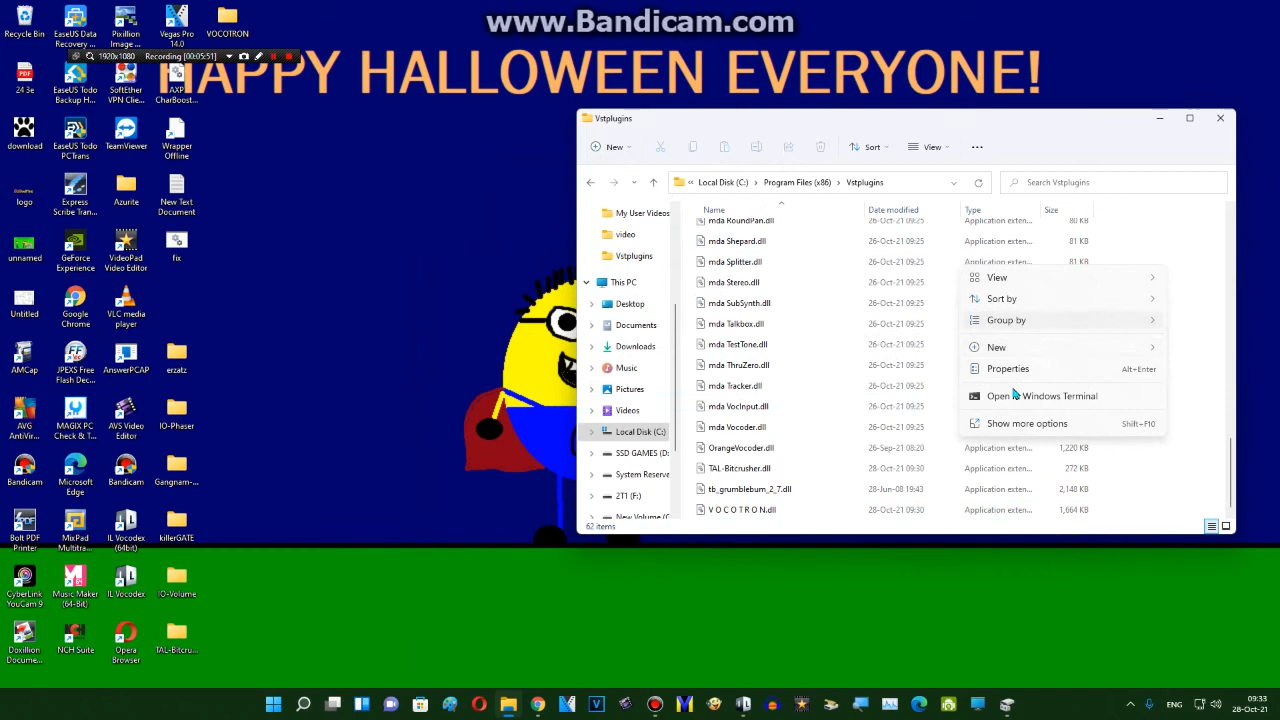 www.Bandicam.com
HAPPY HALLOWEEN EVERYONE!
1920x1080 Recording [00:05:51]
Recycle Bin
EaseUS Data Recovery ...
Pixillion Image ...
Vegas Pro 14.0
VOCOTRON
24 3e
EaseUS Todo Backup H...
SoftEther VPN Clie...
AXP CharBoost...
download
EaseUS Todo PCTrans
TeamViewer
Wrapper Offline
logo
Express Scribe Tran...
Azurite
New Text Document
unnamed
GeForce Experience
VideoPad Video Editor
fix
Untitled
Google Chrome
VLC media player
AMCap
JPEXS Free Flash Dec...
AnswerPCAP
erzatz
AVG AntiVir...
MAGIX PC Check & T...
AVS Video Editor
IO-Phaser
Bandicam
Microsoft Edge
Bandicam
Gangnam-...
Bolt PDF Printer
MixPad Multitra...
IL Vocodex (64bit)
killerGATE
CyberLink YouCam 9
Music Maker (64-Bit)
IL Vocodex
IO-Volume
Doxillion Docume...
NCH Suite
Opera Browser
TAL-Bitcru...
Vstplugins
New
Sort
View
Local Disk (C:) Program Files (x86) Vstplugins
Search Vstplugins
Name Date modified Type Size
My User Videos
video
Vstplugins
This PC
Desktop
Documents
Downloads
Music
Pictures
Videos
Local Disk (C:)
SSD GAMES (D:
System Reserve
2T1 (F:)
New Volume (
mda RoundPan.dll 26-Oct-21 09:25 Application exten... 80 KB
mda Shepard.dll 26-Oct-21 09:25 Application exten... 81 KB
mda Splitter.dll 26-Oct-21 09:25 Application exten... 81 KB
mda Stereo.dll 26-Oct-21 09:25
mda SubSynth.dll 26-Oct-21 09:25
mda Talkbox.dll 26-Oct-21 09:25
mda TestTone.dll 26-Oct-21 09:25
mda ThruZero.dll 26-Oct-21 09:25
mda Tracker.dll 26-Oct-21 09:25
mda VocInput.dll 26-Oct-21 09:25
mda Vocoder.dll 26-Oct-21 09:25
OrangeVocoder.dll 26-Sep-21 08:20 Application exten... 1,220 KB
TAL-Bitcrusher.dll 28-Oct-21 09:30 Application exten... 272 KB
tb_grumblebum_2_7.dll 28-Jun-08 19:43 Application exten... 2,148 KB
V O C O T R O N.dll 28-Oct-21 09:30 Application exten... 1,664 KB
62 items
View
Sort by
Group by
New
Properties Alt+Enter
Open Windows Terminal
Show more options Shift+F10
ENG
09:33
28-Oct-21